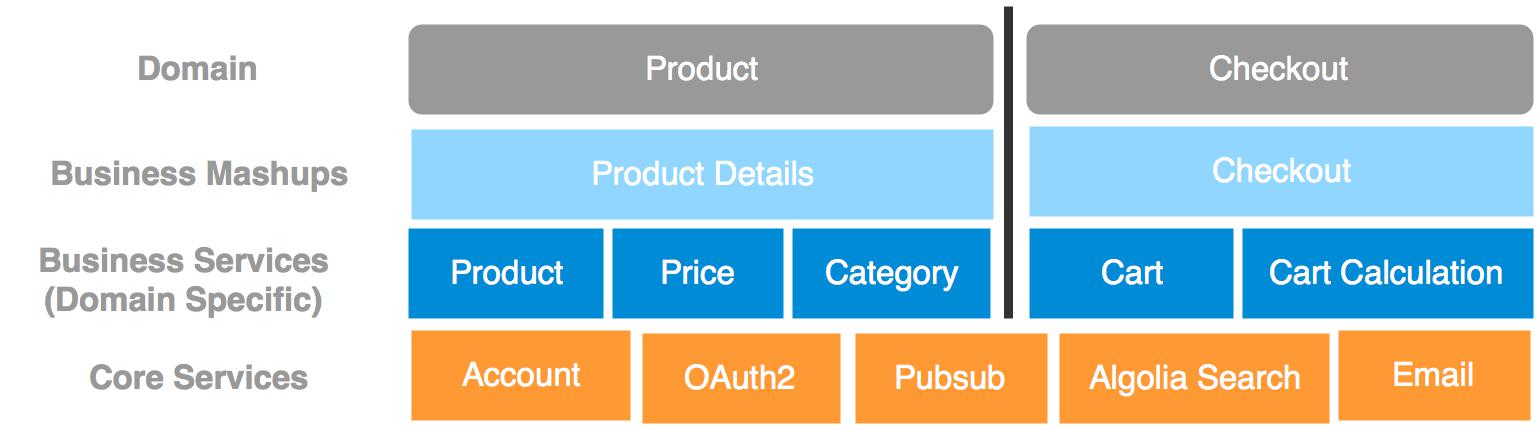 Domain
Product
Checkout
Business Mashups
Product Details
Checkout
Business Services
(Domain Specific)
Product
Price
Category
Cart
Cart Calculation
Core Services
Account
OAuth2
Pubsub
Algolia Search
Email